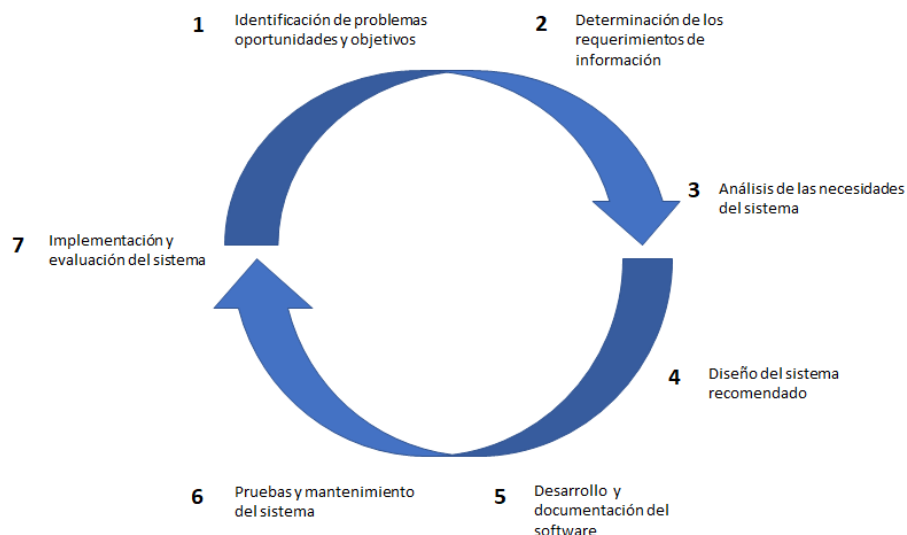 1 Identificación de problemas
oportunidades y objetivos
2 Determinación de los
requerimientos de
información
3 Análisis de las necesidades
del sistema
4 Diseño del sistema
recomendado
5 Desarrollo y
documentación del
software
6 Pruebas y mantenimiento
del sistema
7 Implementación y
evaluación del sistema